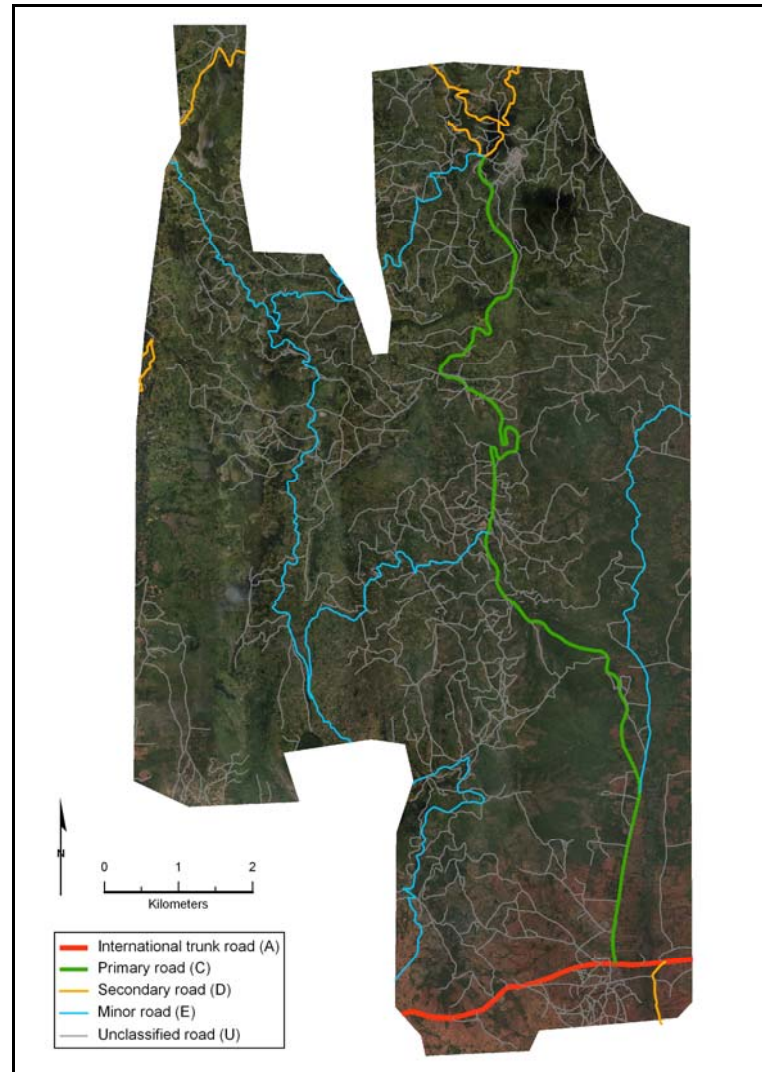 N
0 1 2
Kilometers
International trunk road (A)
Primary road (C)
Secondary road (D)
Minor road (E)
Unclassified road (U)